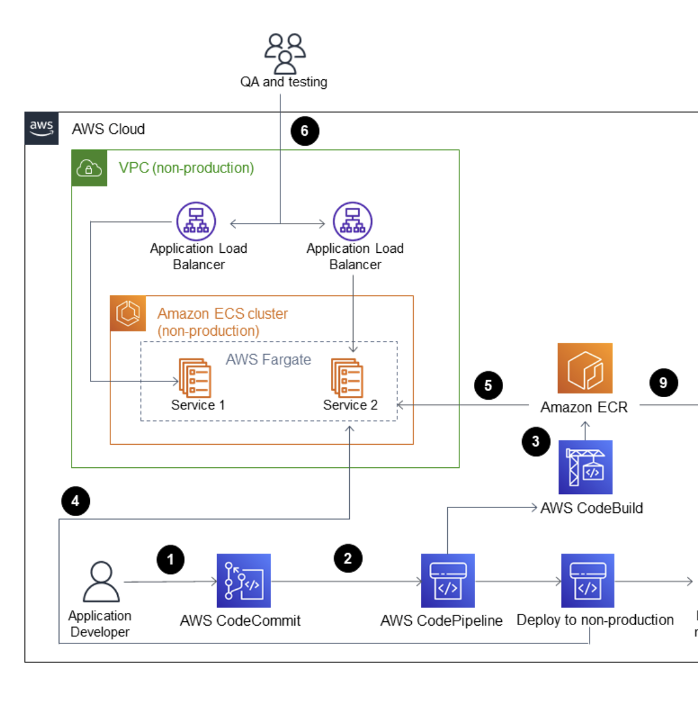 QA and testing
aws
AWS Cloud
6
VPC (non-production)
Application Load
Balancer
Application Load
Balancer
Amazon ECS cluster
(non-production)
AWS Fargate
Service 1
Service 2
5
Amazon ECR
9
3
AWS CodeBuild
4
1
2
Application
Developer
AWS CodeCommit
AWS CodePipeline
Deploy to non-production